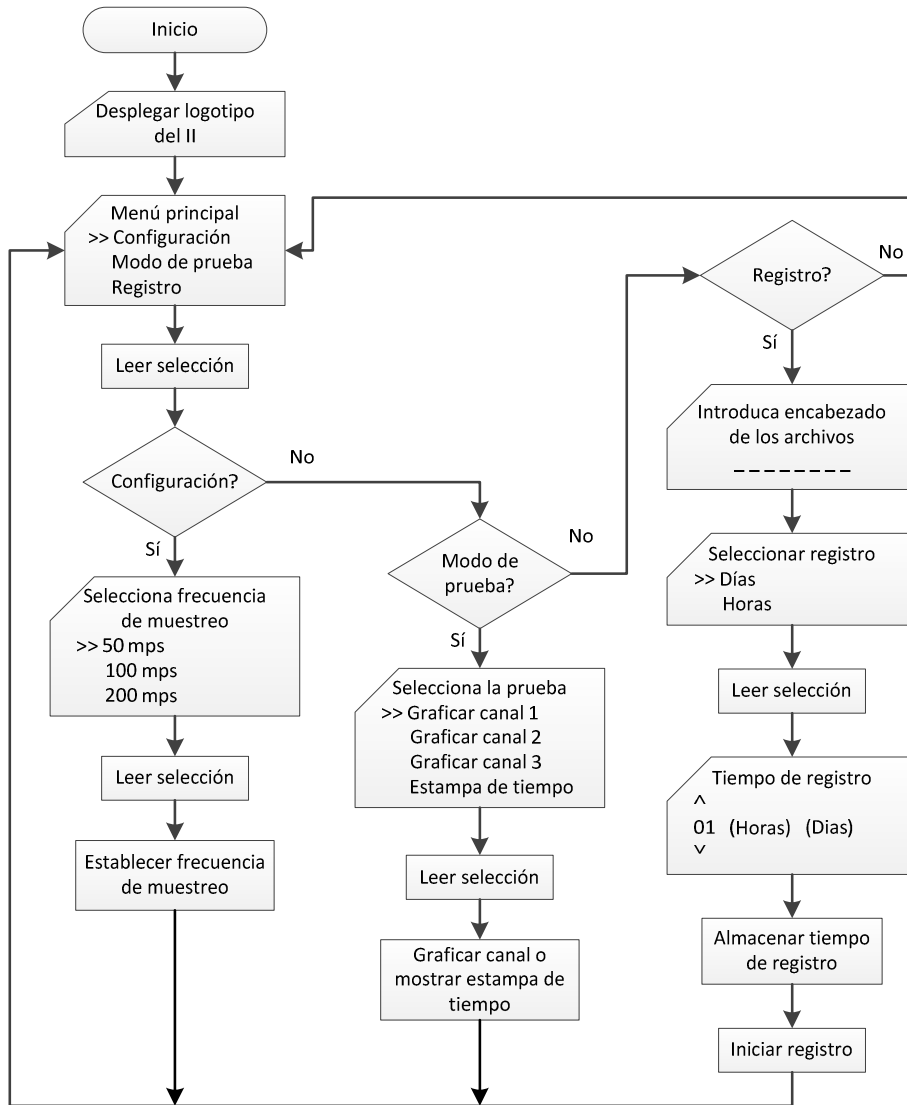 Inicio
Desplegar logotipo
del II
Menú principal
>> Configuración
Modo de prueba
Registro
Leer selección
Configuración?
No
Sí
Selecciona frecuencia
de muestreo
>> 50 mps
100 mps
200 mps
Leer selección
Establecer frecuencia
de muestreo
Modo de
prueba?
No
Sí
Selecciona la prueba
>> Graficar canal 1
Graficar canal 2
Graficar canal 3
Estampa de tiempo
Leer selección
Graficar canal o
mostrar estampa de
tiempo
Registro?
No
Sí
Introduca encabezado
de los archivos
_ _ _ _ _ _ _ _
Seleccionar registro
>> Días
Horas
Leer selección
Tiempo de registro
^
01 (Horas) (Dias)
v
Almacenar tiempo
de registro
Iniciar registro